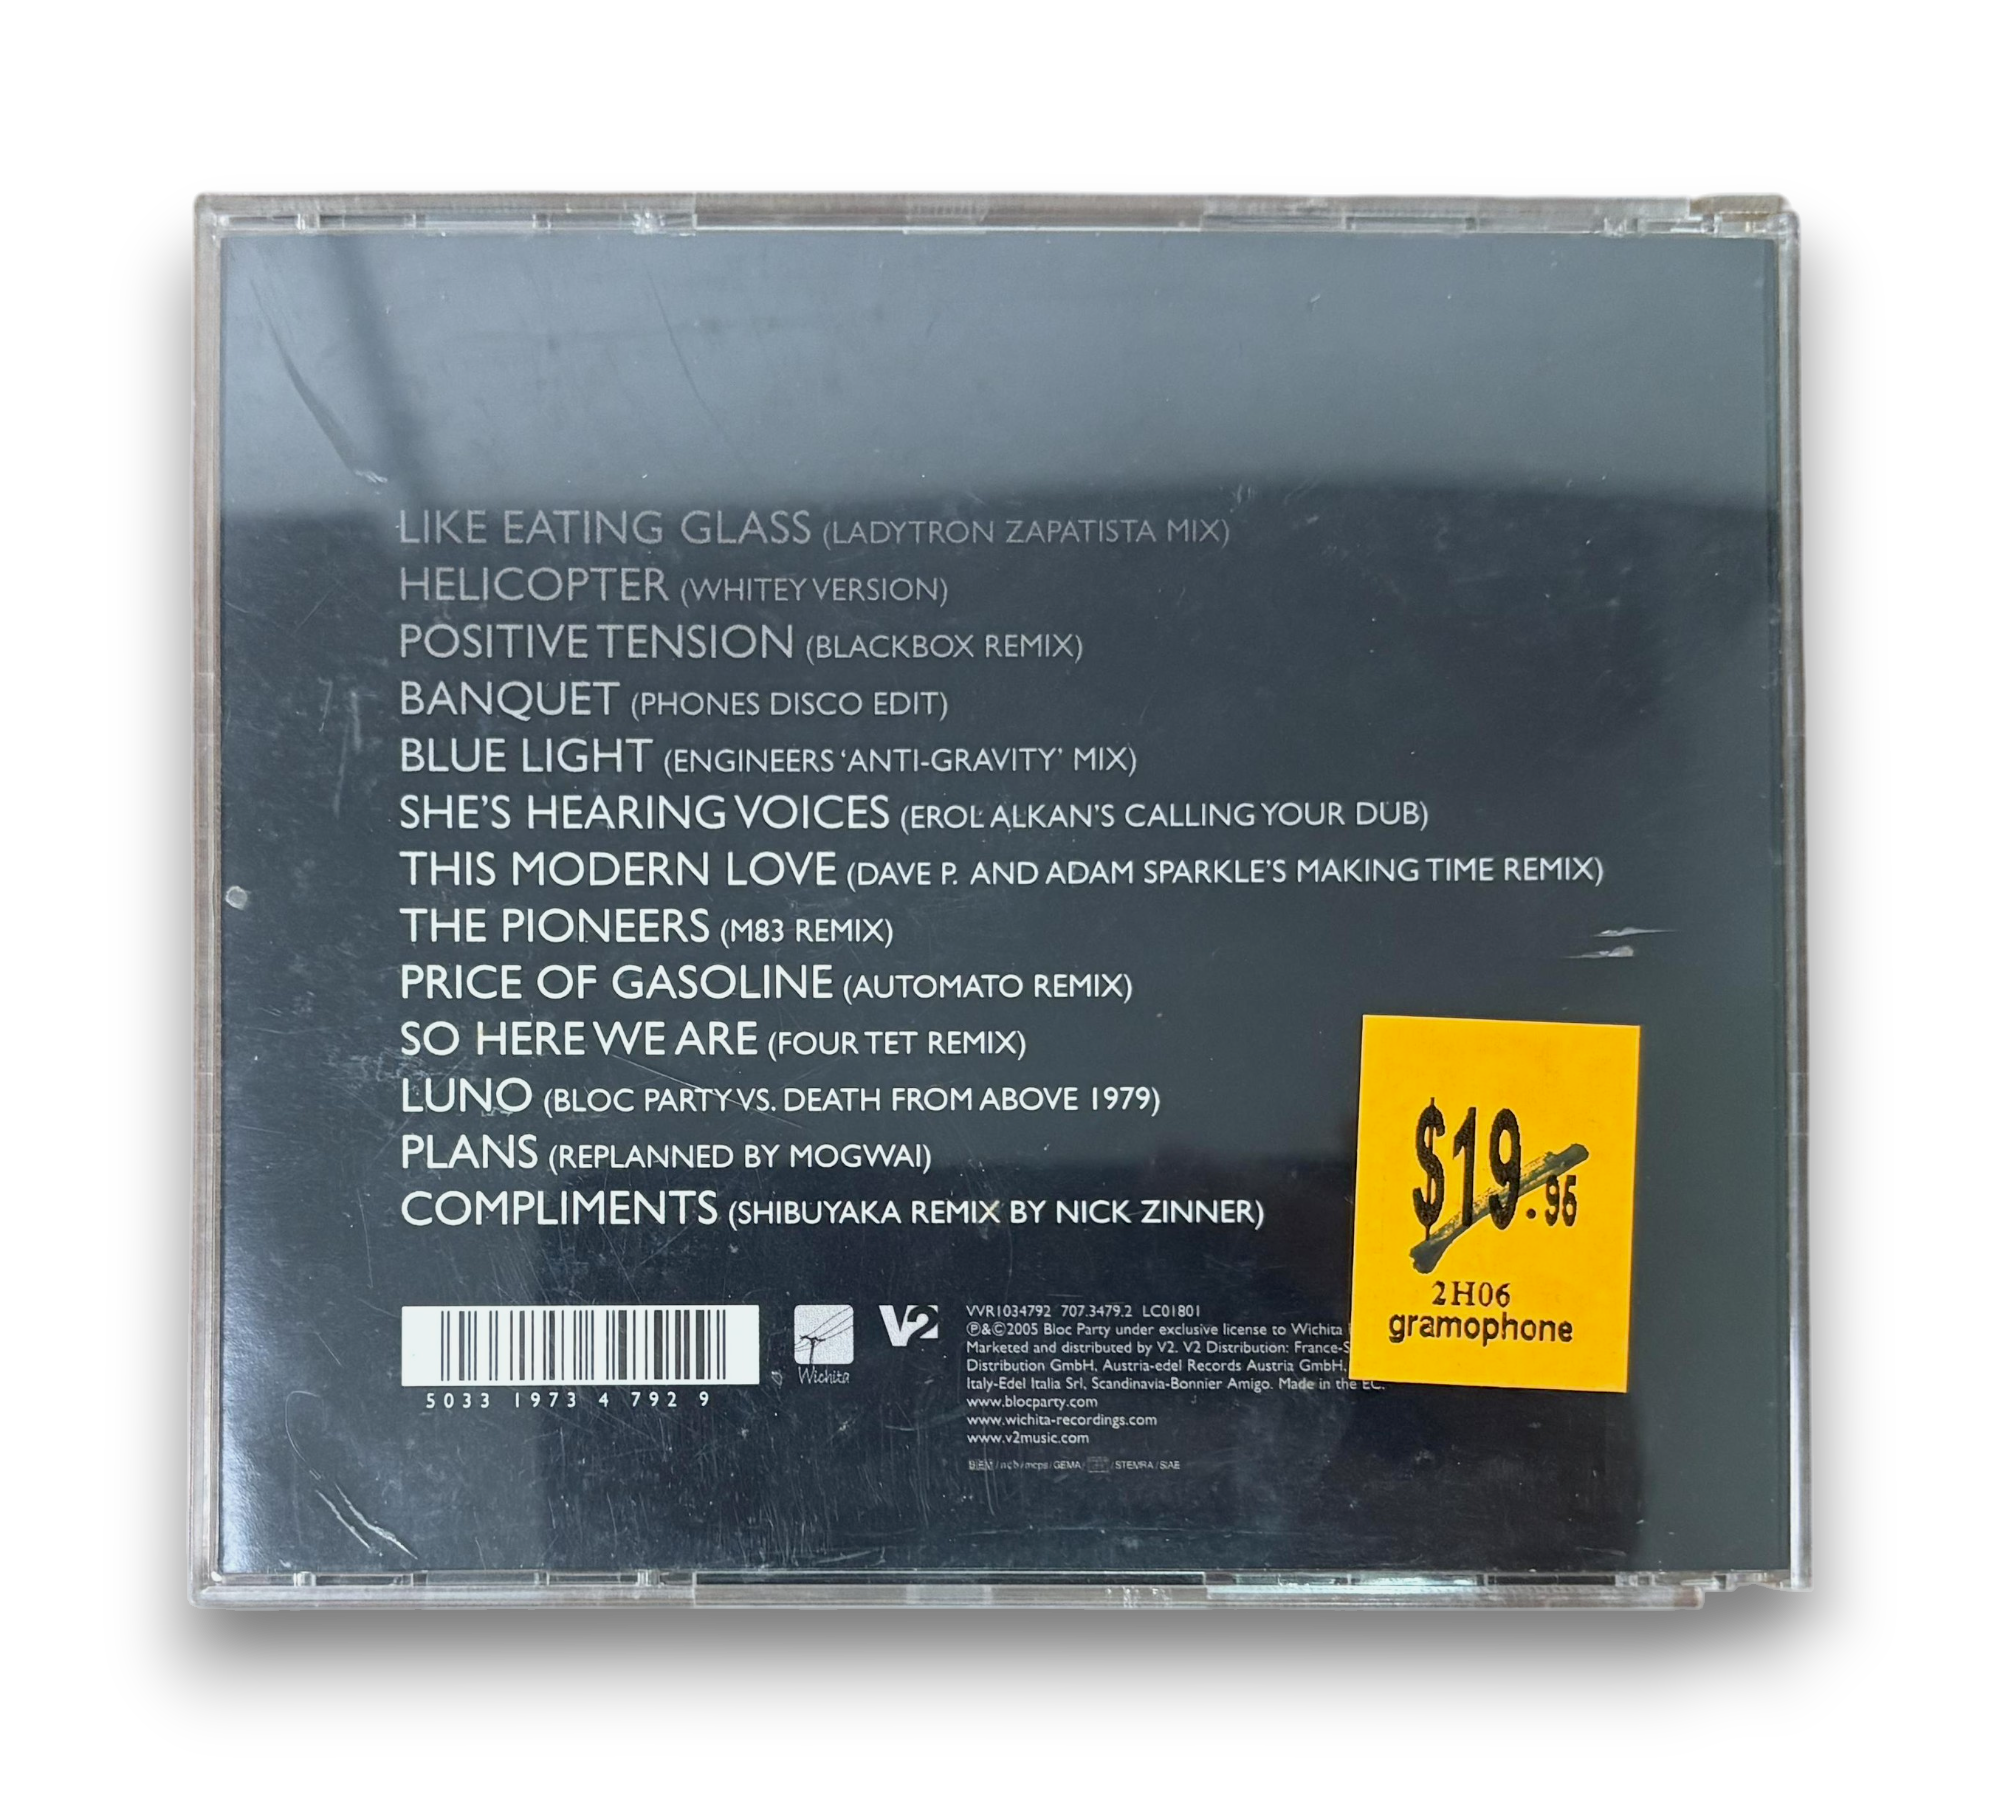 LIKE EATING GLASS (LADYTRON ZAPATISTA MIX)
HELICOPTER (WHITEY VERSION)
POSITIVE TENSION (BLACKBOX REMIX)
BANQUET (PHONES DISCO EDIT)
BLUE LIGHT (ENGINEERS ‘ANTI-GRAVITY’ MIX)
SHE’S HEARING VOICES (EROL ALKAN’S CALLING YOUR DUB)
THIS MODERN LOVE (DAVE P. AND ADAM SPARKLE’S MAKING TIME REMIX)
THE PIONEERS (M83 REMIX)
PRICE OF GASOLINE (AUTOMATO REMIX)
SO HERE WE ARE (FOUR TET REMIX)
LUNO (BLOC PARTY VS. DEATH FROM ABOVE 1979)
PLANS (REPLANNED BY MOGWAI)
COMPLIMENTS (SHIBUYAKA REMIX BY NICK ZINNER)
$19.95
2H06
gramophone
5033 1973 4 792 9
Wichita
V2
VVR1034792 707.3479.2 LC01801
℗&©2005 Bloc Party under exclusive license to Wichita
Marketed and distributed by V2. V2 Distribution: France-S
Distribution GmbH, Austria-edel Records Austria GmbH,
Italy-Edel Italia Srl, Scandinavia-Bonnier Amigo. Made in the EC.
www.blocparty.com
www.wichita-recordings.com
www.v2music.com
BIEM/ncb/mcps/GEMA/ /STEMRA/SIAE